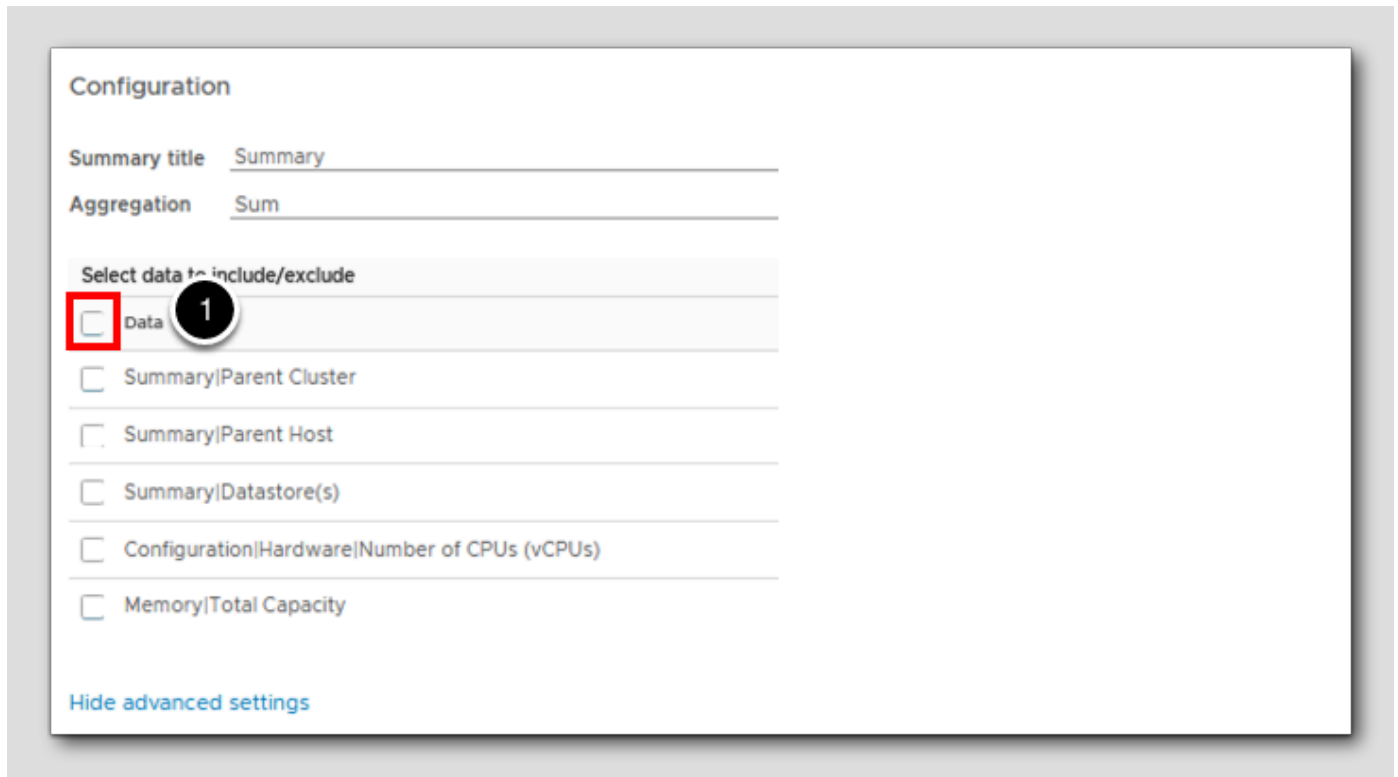 Configuration
Summary title Summary
Aggregation Sum
Select data to include/exclude
Data 1
Summary|Parent Cluster
Summary|Parent Host
Summary|Datastore(s)
Configuration|Hardware|Number of CPUs (vCPUs)
Memory|Total Capacity
Hide advanced settings